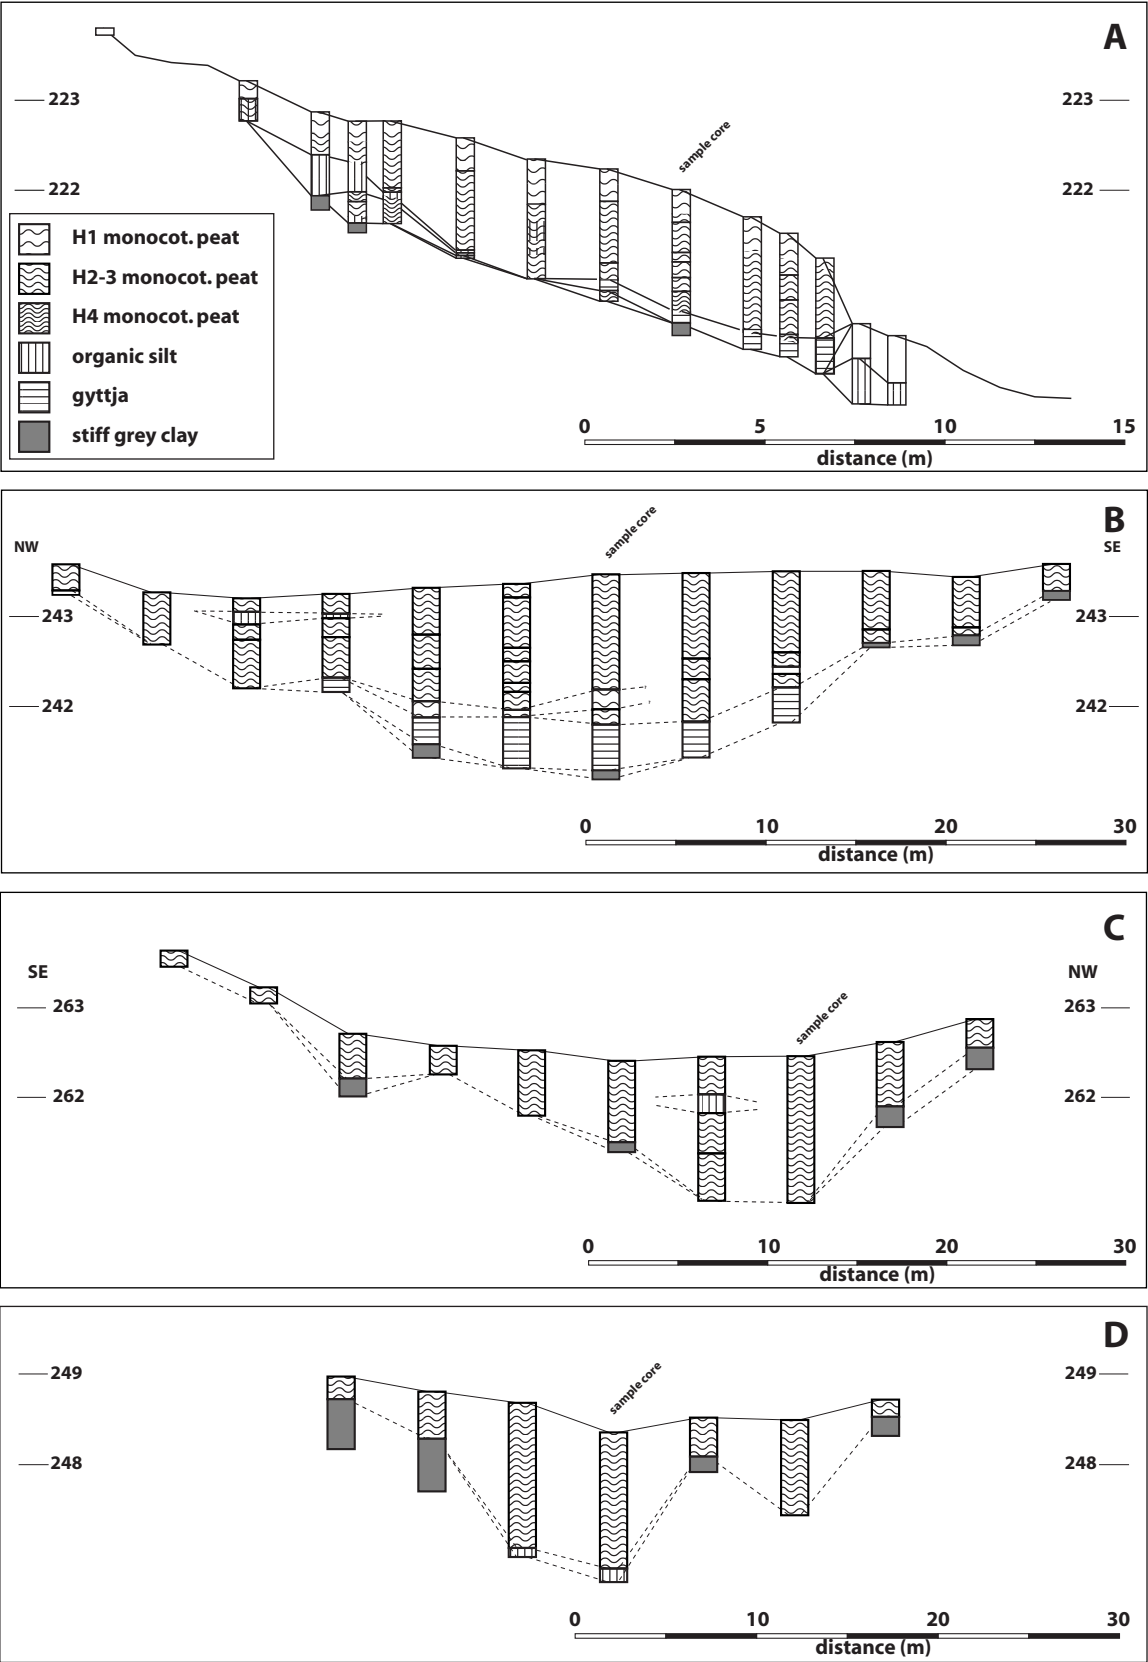 A
223 223
sample core
222 222
H1 monocot. peat
H2-3 monocot. peat
H4 monocot. peat
organic silt
gyttja
stiff grey clay
0 5 10 15
distance (m)
B
sample core
NW SE
243 243
242 242
0 10 20 30
distance (m)
C
SE NW
sample core
263 263
262 262
0 10 20 30
distance (m)
D
249 249
sample core
248 248
0 10 20 30
distance (m)